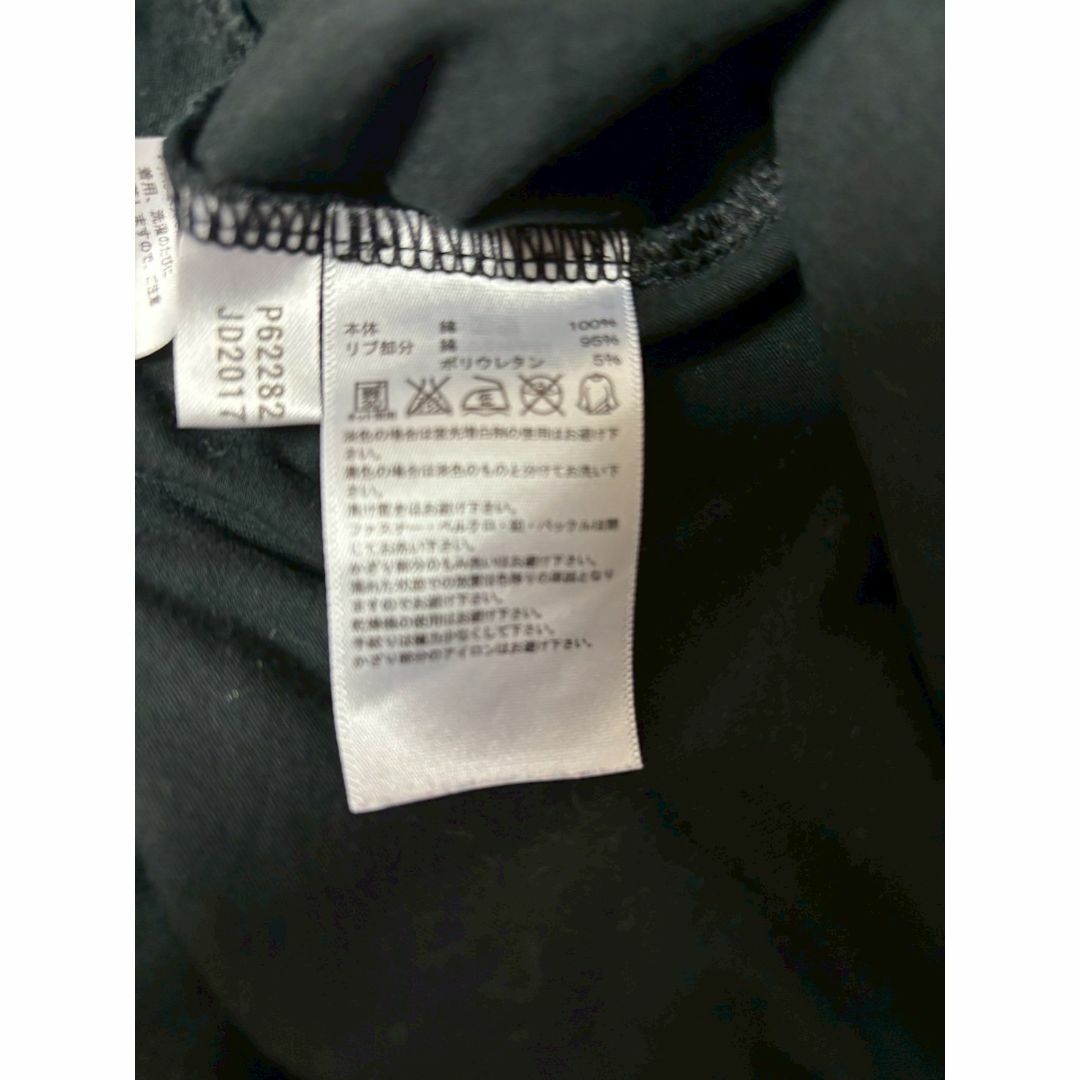 着用、洗濯のたびに
ますので、ご注意
P62282
JD2017
本体 綿 100%
リブ部分 綿 95%
ポリウレタン 5%
淡色の場合は蛍光増白剤の使用はお避け下
さい。
濃色の場合は淡色のものと分けてお洗い下
さい。
漬け置きはお避け下さい。
ファスナー・ベルクロ・釦・バックルは閉
じてお洗い下さい。
かざり部分のもみ洗いはお避け下さい。
濡れた状態での放置は色移りの原因となり
ますのでお避け下さい。
乾燥機の使用はお避け下さい。
手絞りは極力少なくして下さい。
かざり部分のアイロンはお避け下さい。